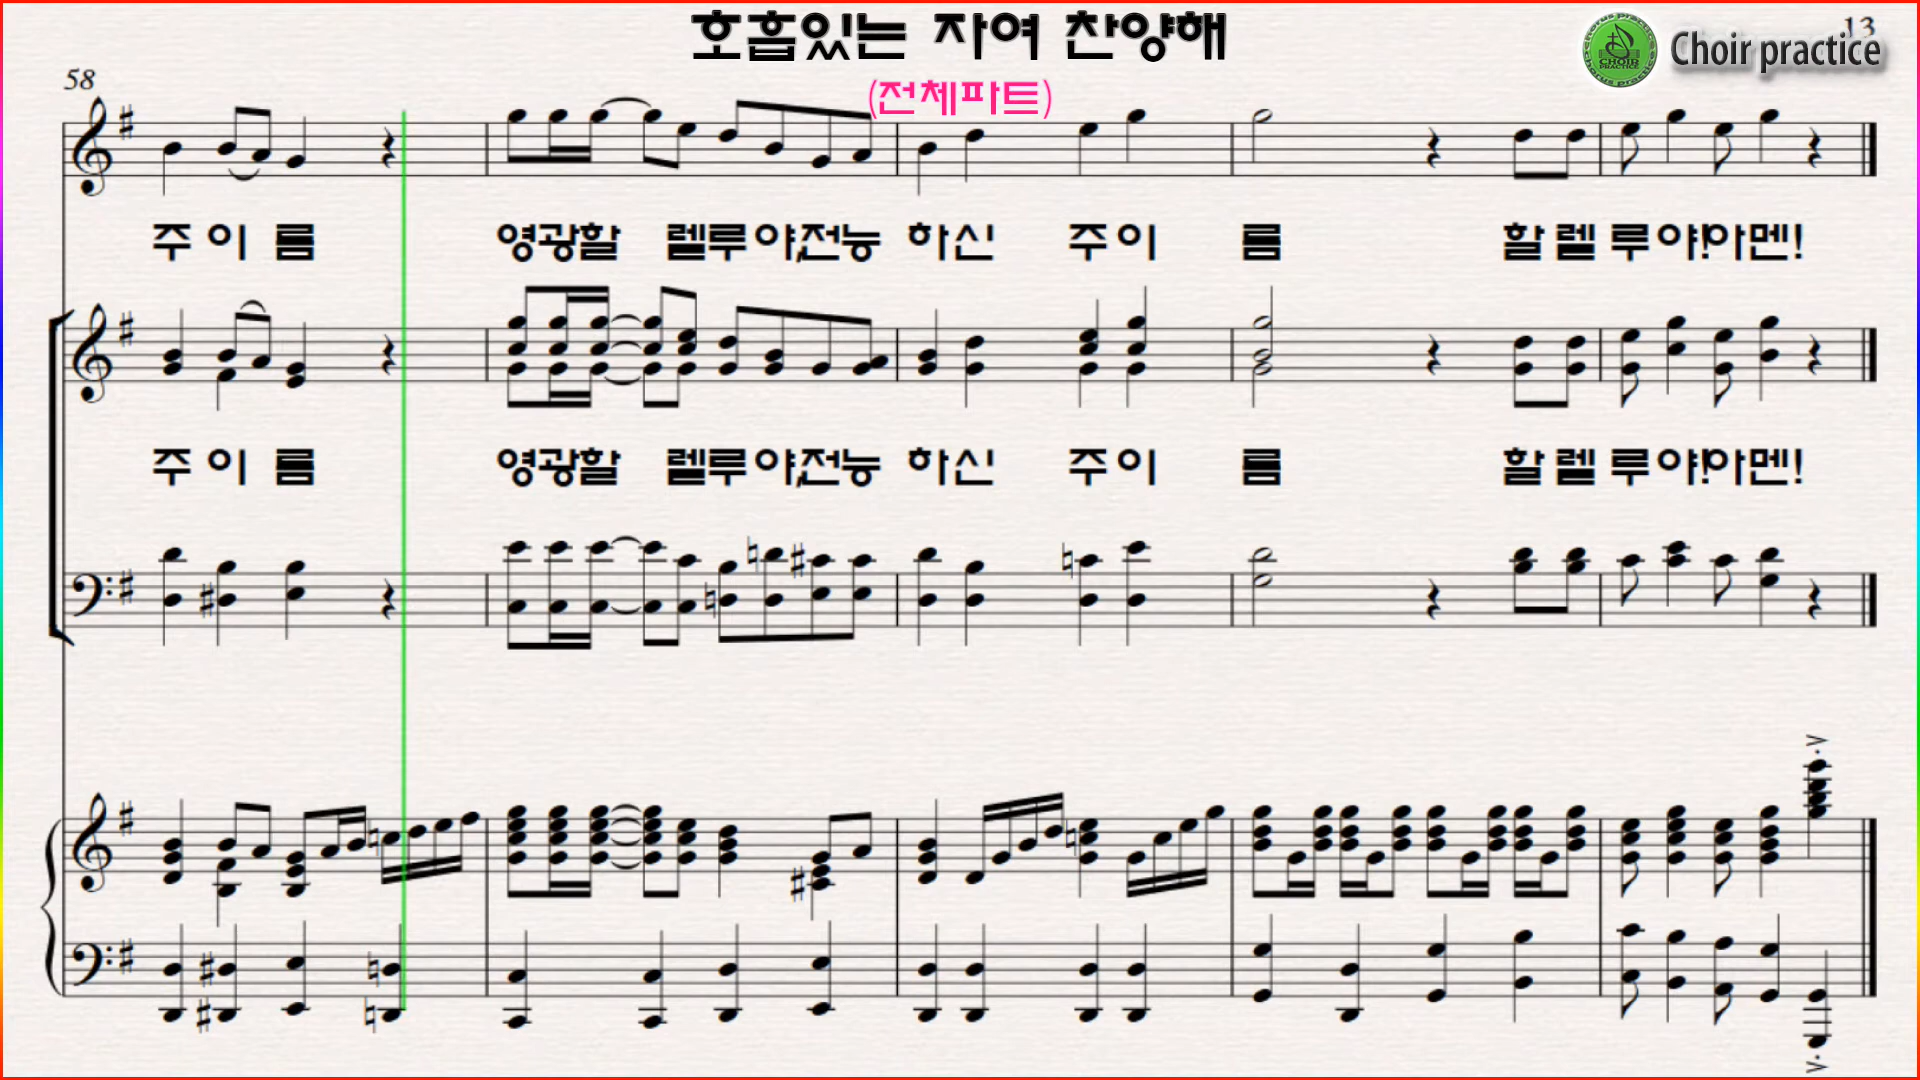 호흡있는 자여 찬양해
13
Choir practice
(전체파트)
58
주 이 름 영광할 렐루야,전능 하신 주이 름 할렐 루야!아멘!
주 이 름 영광할 렐루야,전능 하신 주이 름 할렐 루야!아멘!